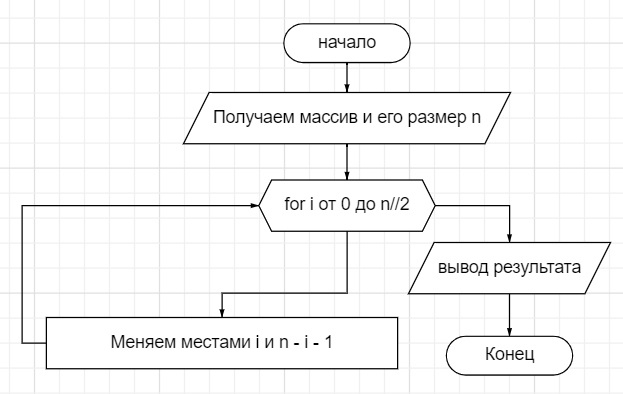 начало
Получаем массив и его размер n
for i от 0 до n//2
вывод результата
Меняем местами i и n - i - 1
Конец